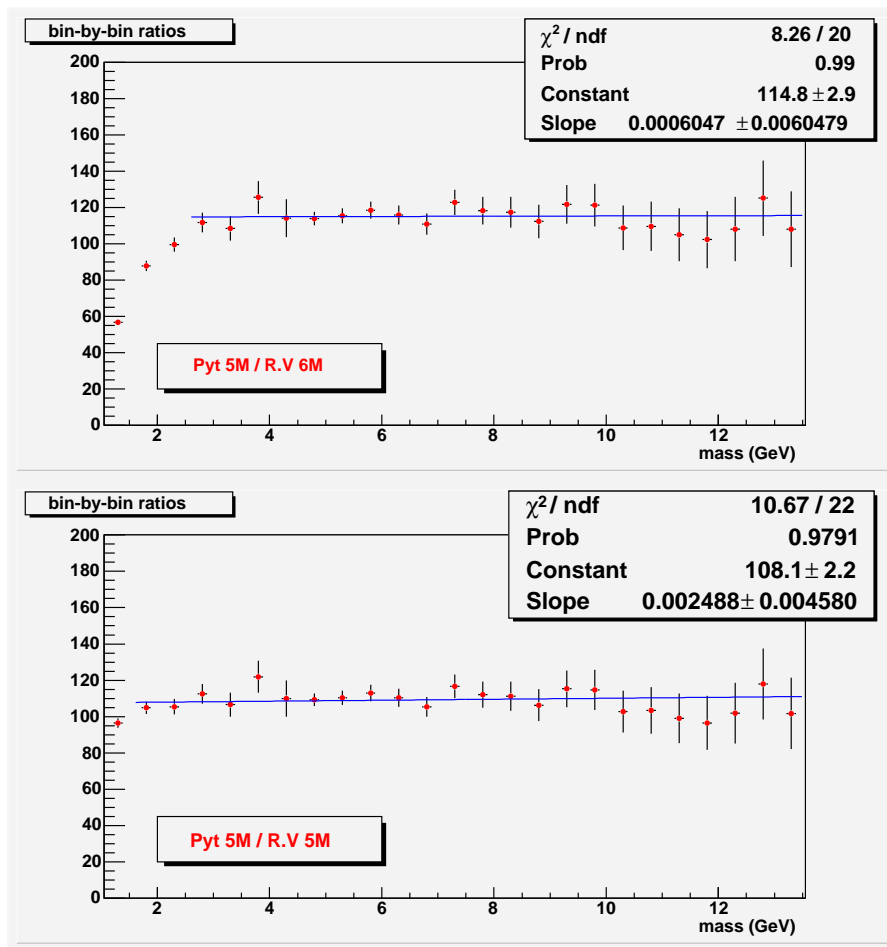 bin-by-bin ratios
χ² / ndf 8.26 / 20
Prob 0.99
Constant 114.8 ± 2.9
Slope 0.0006047 ± 0.0060479
200
180
160
140
120
100
80
60
40
20
0
Pyt 5M / R.V 6M
2 4 6 8 10 12
mass (GeV)
bin-by-bin ratios
χ² / ndf 10.67 / 22
Prob 0.9791
Constant 108.1 ± 2.2
Slope 0.002488 ± 0.004580
200
180
160
140
120
100
80
60
40
20
0
Pyt 5M / R.V 5M
2 4 6 8 10 12
mass (GeV)